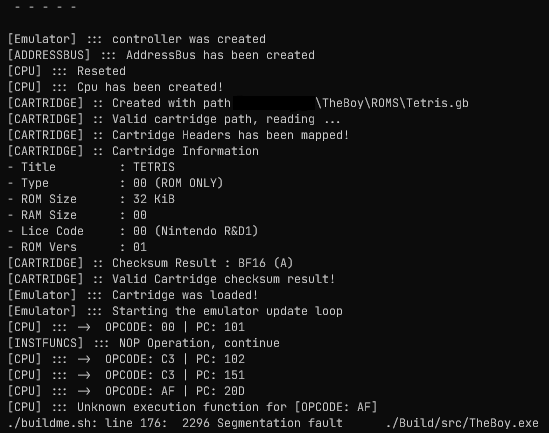 - - - - -
[Emulator] ::: controller was created
[ADDRESSBUS] ::: AddressBus has been created
[CPU] ::: Reseted
[CPU] ::: Cpu has been created!
[CARTRIDGE] :: Created with path \TheBoy\ROMS\Tetris.gb
[CARTRIDGE] :: Valid cartridge path, reading ...
[CARTRIDGE] :: Cartridge Headers has been mapped!
[CARTRIDGE] :: Cartridge Information
- Title : TETRIS
- Type : 00 (ROM ONLY)
- ROM Size : 32 KiB
- RAM Size : 00
- Lice Code : 00 (Nintendo R&D1)
- ROM Vers : 01
[CARTRIDGE] :: Checksum Result : BF16 (A)
[CARTRIDGE] :: Valid Cartridge checksum result!
[Emulator] ::: Cartridge was loaded!
[Emulator] ::: Starting the emulator update loop
[CPU] ::: -> OPCODE: 00 | PC: 101
[INSTFUNCS] ::: NOP Operation, continue
[CPU] ::: -> OPCODE: C3 | PC: 102
[CPU] ::: -> OPCODE: C3 | PC: 151
[CPU] ::: -> OPCODE: AF | PC: 20D
[CPU] ::: Unknown execution function for [OPCODE: AF]
./buildme.sh: line 176: 2296 Segmentation fault ./Build/src/TheBoy.exe